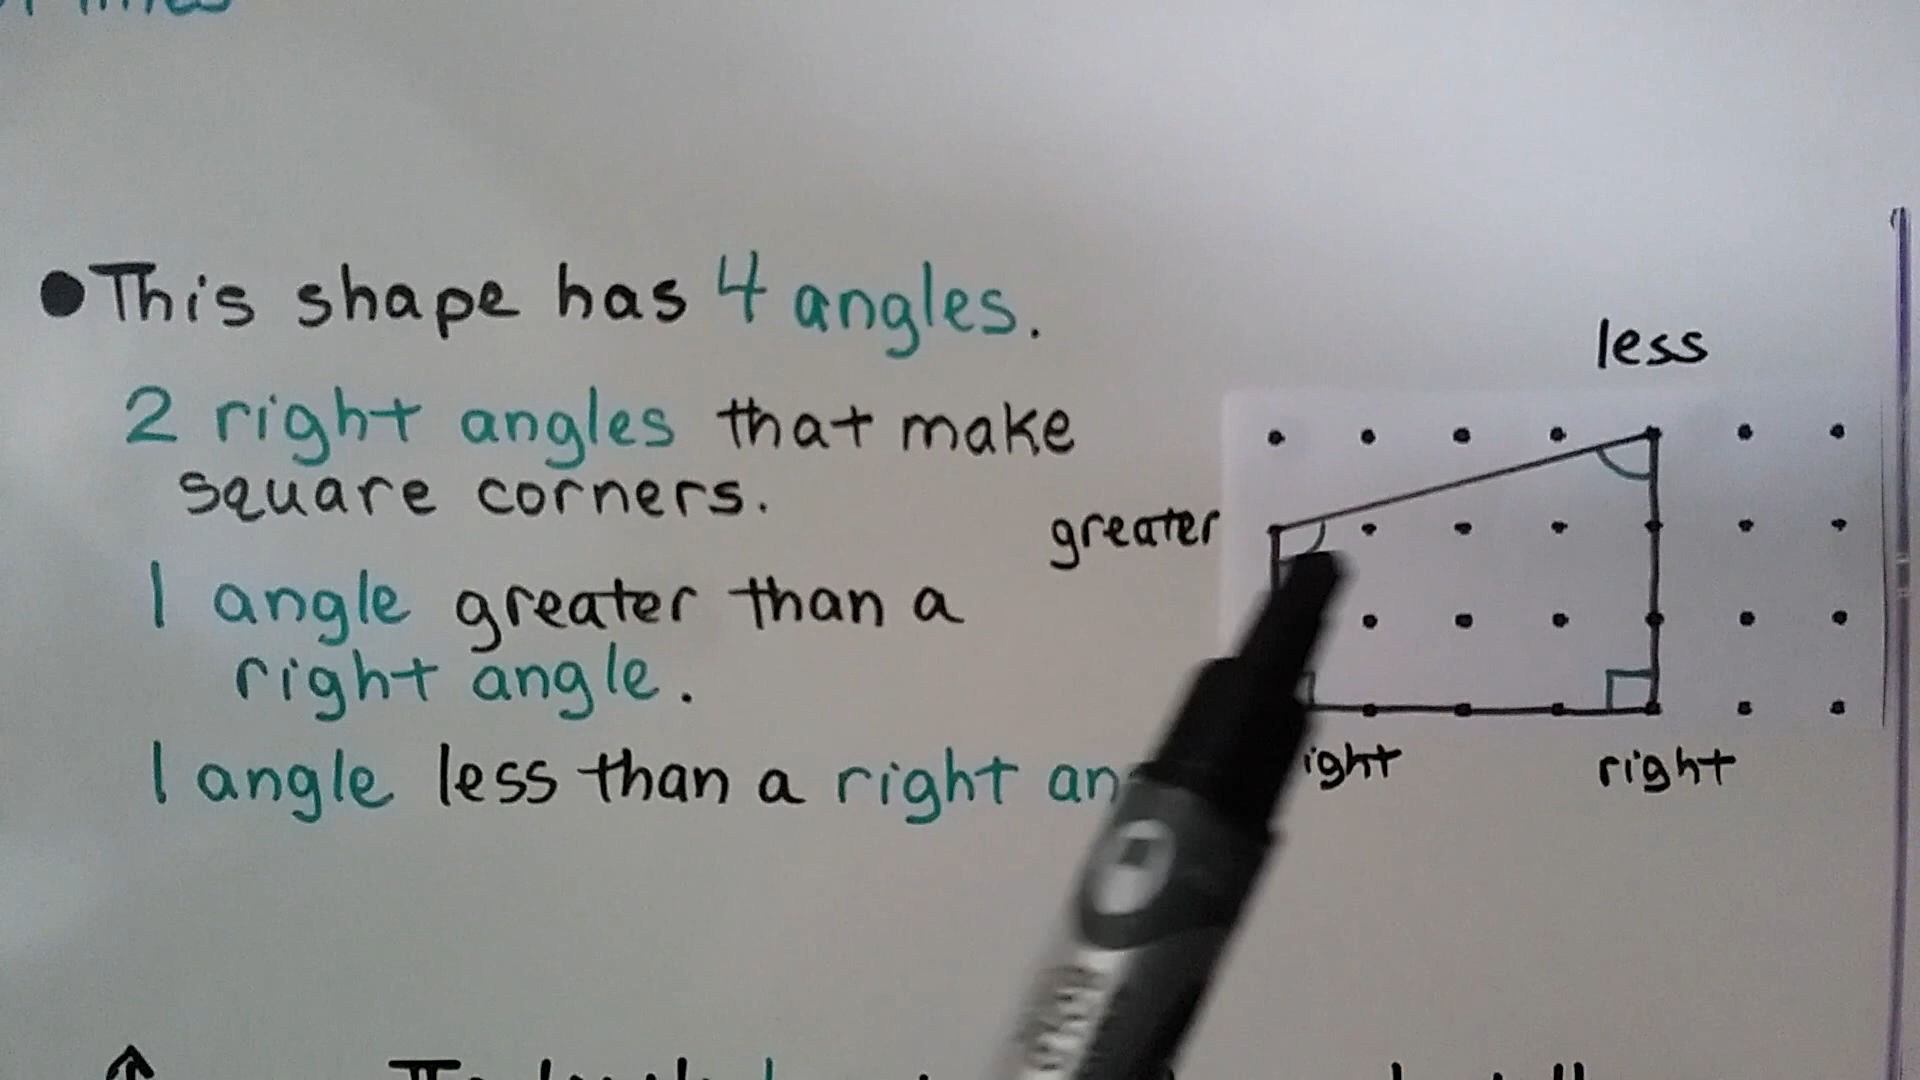 ●This shape has 4 angles.
2 right angles that make
square corners.
1 angle greater than a
right angle.
1 angle less than a right an
less
greater
ight
right